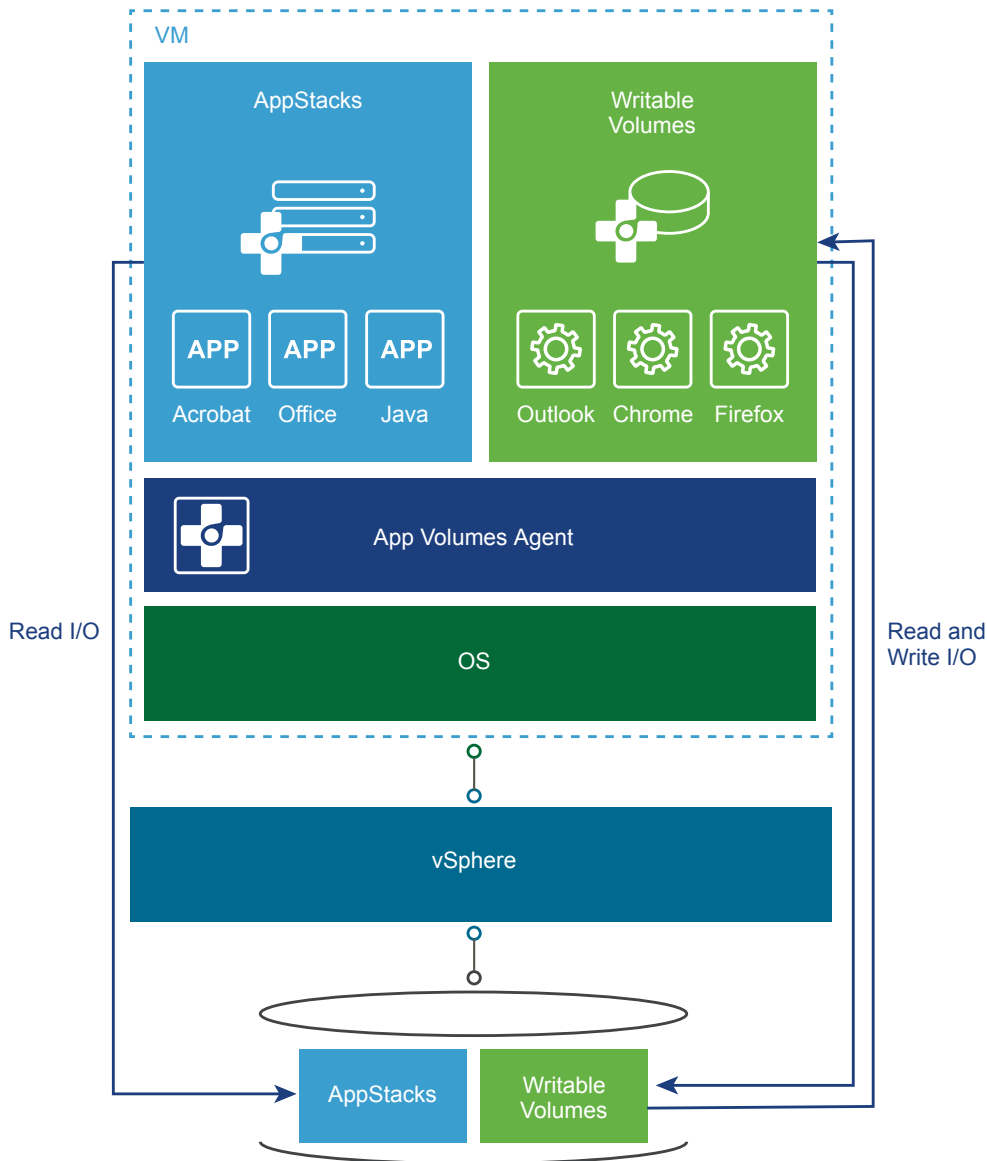 VM
AppStacks
Writable
Volumes
APP
APP
APP
Acrobat
Office
Java
Outlook
Chrome
Firefox
App Volumes Agent
Read I/O
OS
Read and
Write I/O
vSphere
AppStacks
Writable
Volumes